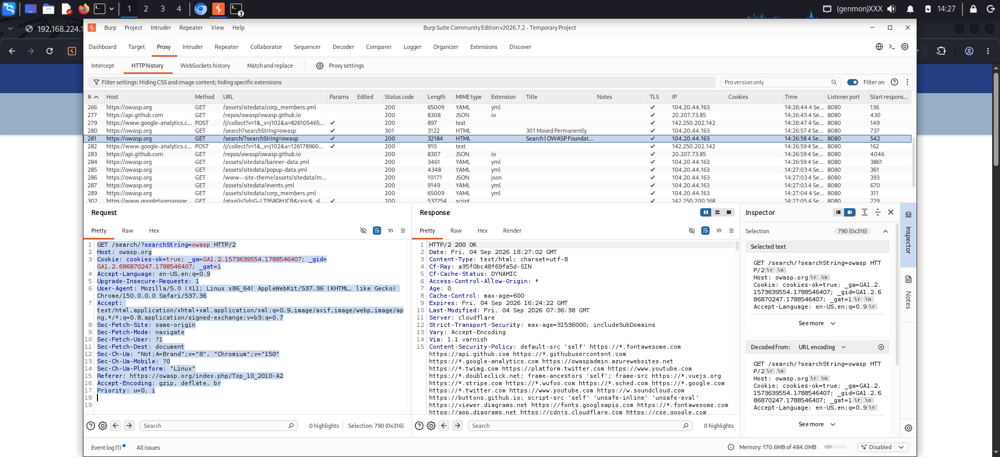 1 2 3 4 3 (genmon)XXX 14:27
192.168.224.1
Burp Project Intruder Repeater View Help Burp Suite Community Edition v2026.7.2 - Temporary Project
Dashboard Target Proxy Intruder Repeater Collaborator Sequencer Decoder Comparer Logger Organizer Extensions Discover
Intercept HTTP history WebSockets history Match and replace Proxy settings
Filter settings: Hiding CSS and image content; hiding specific extensions Pro version only Filter on
# Host Method URL Params Edited Status code Length MIME type Extension Title Notes TLS IP Cookies Time Listener port Start respons...
266 https://owasp.org GET /assets/sitedata/corp_members.yml 200 65009 YAML yml ✓ 104.20.44.163 14:26:44 4 Se... 8080 136
277 https://api.github.com GET /repos/owasp/owasp.github.io 200 8308 JSON io ✓ 20.207.73.85 14:26:45 4 Se... 8080 430
279 https://www.google-analytics.c... POST /j/collect?v=1&_v=j102&a=826105465... ✓ 200 897 text ✓ 142.250.202.142 14:26:47 4 Se... 8080 149
280 https://owasp.org GET /search?searchString=owasp ✓ 301 3122 HTML 301 Moved Permanently ✓ 104.20.44.163 14:26:57 4 Se... 8080 737
281 https://owasp.org GET /search/?searchString=owasp ✓ 200 32184 HTML Search | OWASP Foundat... ✓ 104.20.44.163 14:26:58 4 Se... 8080 542
282 https://www.google-analytics.c... POST /j/collect?v=1&_v=j102&a=126178960... ✓ 200 910 text ✓ 142.250.202.142 14:26:59 4 Se... 8080 162
283 https://api.github.com GET /repos/owasp/owasp.github.io 200 8307 JSON io ✓ 20.207.73.85 14:26:59 4 Se... 8080 4046
284 https://owasp.org GET /assets/sitedata/banner-data.yml 200 3461 YAML yml ✓ 104.20.44.163 14:26:59 4 Se... 8080 3861
285 https://owasp.org GET /assets/sitedata/popup-data.yml 200 4348 YAML yml ✓ 104.20.44.163 14:27:03 4 Se... 8080 361
286 https://owasp.org GET /www--site-theme/assets/sitedata/m... 200 10171 JSON json ✓ 104.20.44.163 14:27:03 4 Se... 8080 393
287 https://owasp.org GET /assets/sitedata/events.yml 200 9149 YAML yml ✓ 104.20.44.163 14:27:03 4 Se... 8080 670
289 https://owasp.org GET /assets/sitedata/corp_members.yml 200 65009 YAML yml ✓ 104.20.44.163 14:27:04 4 Se... 8080 311
302 https://www.googletagmanage... GET /gtag/js?id=G-LT9S8QHJCB&cx=c&_sl... ✓ 200 537254 script ✓ 142.250.200.168 14:27:05 4 Se... 8080 229
Request
Pretty Raw Hex \n
1 GET /search/?searchString=owasp HTTP/2
2 Host: owasp.org
3 Cookie: cookies-ok=true; _ga=GA1.2.1573639554.1788546407; _gid=
GA1.2.686870247.1788546407; _gat=1
4 Accept-Language: en-US,en;q=0.9
5 Upgrade-Insecure-Requests: 1
6 User-Agent: Mozilla/5.0 (X11; Linux x86_64) AppleWebKit/537.36 (KHTML, like Gecko)
Chrome/150.0.0.0 Safari/537.36
7 Accept:
text/html,application/xhtml+xml,application/xml;q=0.9,image/avif,image/webp,image/ap
ng,*/*;q=0.8,application/signed-exchange;v=b3;q=0.7
8 Sec-Fetch-Site: same-origin
9 Sec-Fetch-Mode: navigate
10 Sec-Fetch-User: ?1
11 Sec-Fetch-Dest: document
12 Sec-Ch-Ua: "Not;A=Brand";v="8", "Chromium";v="150"
13 Sec-Ch-Ua-Mobile: ?0
14 Sec-Ch-Ua-Platform: "Linux"
15 Referer: https://owasp.org/index.php/Top_10_2010-A2
16 Accept-Encoding: gzip, deflate, br
17 Priority: u=0, i
18
19
Search 0 highlights Selection: 790 (0x316)
Response
Pretty Raw Hex Render \n
1 HTTP/2 200 OK
2 Date: Fri, 04 Sep 2026 18:27:02 GMT
3 Content-Type: text/html; charset=utf-8
4 Cf-Ray: a35f0bc48f69fa5d-SIN
5 Cf-Cache-Status: DYNAMIC
6 Access-Control-Allow-Origin: *
7 Age: 0
8 Cache-Control: max-age=600
9 Expires: Fri, 04 Sep 2026 16:24:22 GMT
10 Last-Modified: Fri, 04 Sep 2026 07:36:38 GMT
11 Server: cloudflare
12 Strict-Transport-Security: max-age=31536000; includeSubDomains
13 Vary: Accept-Encoding
14 Via: 1.1 varnish
15 Content-Security-Policy: default-src 'self' https://*.fontawesome.com
https://api.github.com https://*.githubusercontent.com
https://*.google-analytics.com https://owaspadmin.azurewebsites.net
https://*.twimg.com https://platform.twitter.com https://www.youtube.com
https://*.doubleclick.net; frame-ancestors 'self'; frame-src https://*.vuejs.org
https://*.stripe.com https://*.wufoo.com https://*.sched.com https://*.google.com
https://*.twitter.com https://www.youtube.com https://w.soundcloud.com
https://buttons.github.io; script-src 'self' 'unsafe-inline' 'unsafe-eval'
https://viewer.diagrams.net https://fonts.googleapis.com https://*.fontawesome.com
https://app.diagrams.net https://cdnjs.cloudflare.com https://cse.google.com
Search 0 highlights
Inspector
Selection 790 (0x316)
Selected text
GET /search/?searchString=owasp HTT
P/2\r \n
Host: owasp.org\r \n
Cookie: cookies-ok=true; _ga=GA1.2.
1573639554.1788546407; _gid=GA1.2.6
86870247.1788546407; _gat=1\r \n
Accept-Language: en-US,en;q=0.9\r
See more
Decoded from: URL encoding
GET /search/?searchString=owasp HTT
P/2\r \n
Host: owasp.org\r \n
Cookie: cookies-ok=true; _ga=GA1.2.
1573639554.1788546407; _gid=GA1.2.6
86870247.1788546407; _gat=1\r \n
Accept-Language: en-US,en;q=0.9\r
See more
Inspector
Notes
Event log (1) All issues Memory: 170.6MB of 484.0MB Disabled